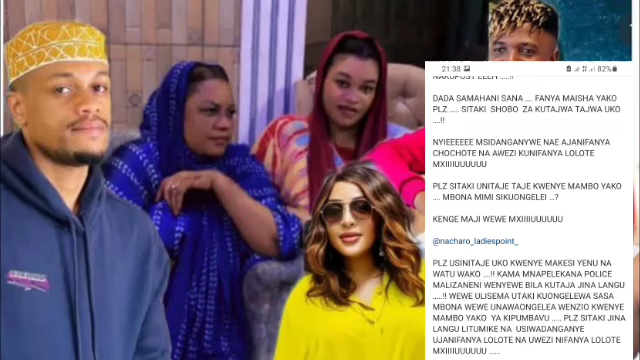 21:38 82%
NAKUPOST EEEH .....!!
DADA SAMAHANI SANA .... FANYA MAISHA YAKO
PLZ ..... SITAKI SHOBO ZA KUTAJWA TAJWA UKO
....!!
NYIEEEEEE MSIDANGANYWE NAE AJANIFANYA
CHOCHOTE NA AWEZI KUNIFANYA LOLOTE
MXIIIIUUUUUU
PLZ SITAKI UNITAJE TAJE KWENYE MAMBO YAKO
.... MBONA MIMI SIKUONGELEI ...?
KENGE MAJI WEWE MXIIIIUUUUUU
@nacharo_ladiespoint_
PLZ USINITAJE UKO KWENYE MAKESI YENU NA
WATU WAKO ....!! KAMA MNAPELEKANA POLICE
MALIZANENI WENYEWE BILA KUTAJA JINA LANGU
.....!! WEWE ULISEMA UTAKI KUONGELEWA SASA
MBONA WEWE UNAWAONGELEA WENZIO KWENYE
MAMBO YAKO YA KIPUMBAVU ..... PLZ SITAKI JINA
LANGU LITUMIKE NA USIWADANGANYE
UJANIFANYA LOLOTE NA UWEZI NIFANYA LOLOTE
MXIIIIUUUUUU .....